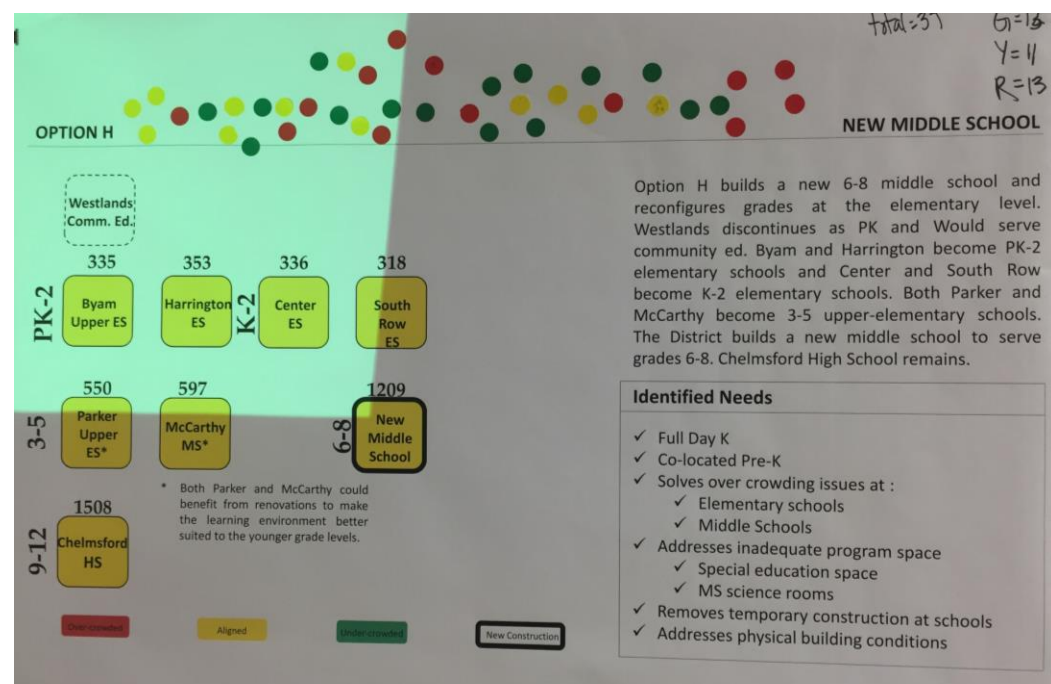 total=37
G=13
Y=11
R=13
OPTION H
NEW MIDDLE SCHOOL
Westlands
Comm. Ed.
335
353
336
318
PK-2
Byam
Upper ES
Harrington
ES
K-2
Center
ES
South
Row
ES
550
597
1209
3-5
Parker
Upper
ES*
McCarthy
MS*
6-8
New
Middle
School
* Both Parker and McCarthy could
benefit from renovations to make
the learning environment better
suited to the younger grade levels.
1508
9-12
Chelmsford
HS
Over-crowded
Aligned
Under-crowded
New Construction
Option H builds a new 6-8 middle school and
reconfigures grades at the elementary level.
Westlands discontinues as PK and Would serve
community ed. Byam and Harrington become PK-2
elementary schools and Center and South Row
become K-2 elementary schools. Both Parker and
McCarthy become 3-5 upper-elementary schools.
The District builds a new middle school to serve
grades 6-8. Chelmsford High School remains.
Identified Needs
✓ Full Day K
✓ Co-located Pre-K
✓ Solves over crowding issues at :
✓ Elementary schools
✓ Middle Schools
✓ Addresses inadequate program space
✓ Special education space
✓ MS science rooms
✓ Removes temporary construction at schools
✓ Addresses physical building conditions